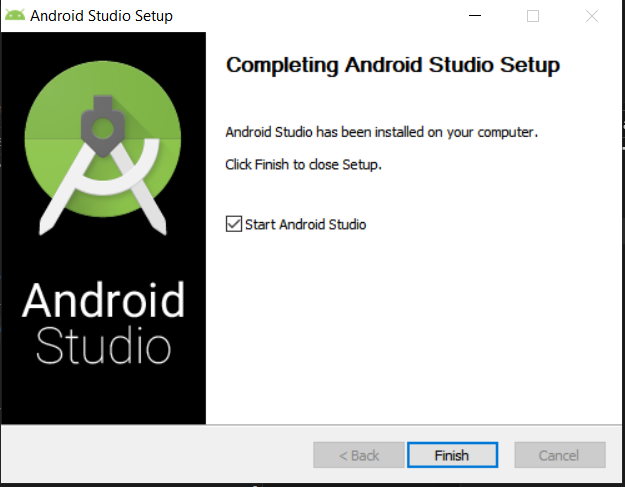 Android Studio Setup
Completing Android Studio Setup
Android Studio has been installed on your computer.
Click Finish to close Setup.
Start Android Studio
Android
Studio
< Back
Finish
Cancel